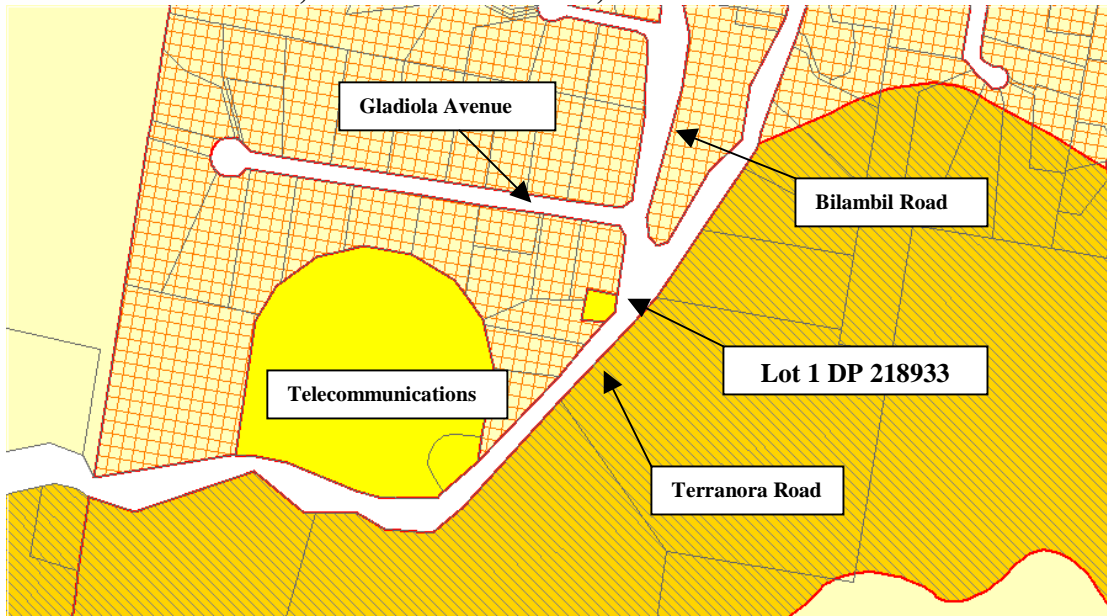 Gladiola Avenue
Bilambil Road
Lot 1 DP 218933
Telecommunications
Terranora Road